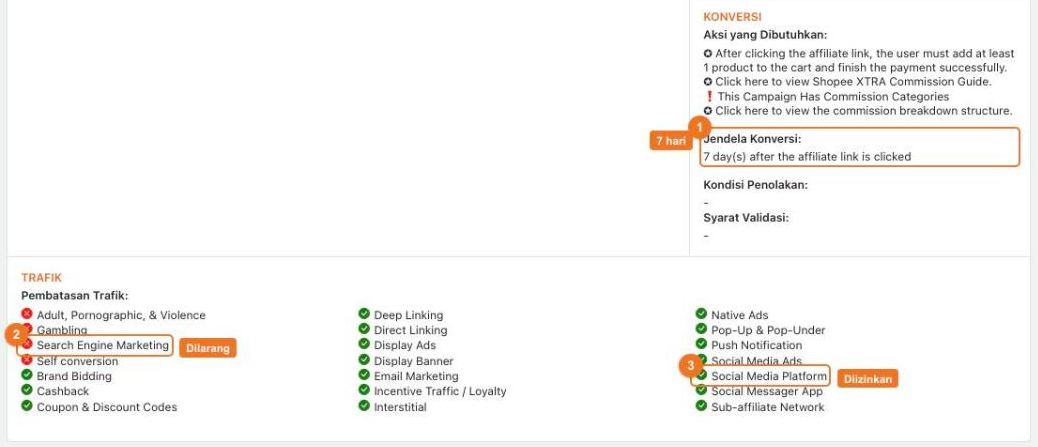 KONVERSI
Aksi yang Dibutuhkan:
✪ After clicking the affiliate link, the user must add at least
1 product to the cart and finish the payment successfully.
✪ Click here to view Shopee XTRA Commission Guide.
❗ This Campaign Has Commission Categories
✪ Click here to view the commission breakdown structure.
1
7 hari
Jendela Konversi:
7 day(s) after the affiliate link is clicked
Kondisi Penolakan:
-
Syarat Validasi:
-
TRAFIK
Pembatasan Trafik:
Adult, Pornographic, & Violence
Gambling
2
Search Engine Marketing
Dilarang
Self conversion
Brand Bidding
Cashback
Coupon & Discount Codes
Deep Linking
Direct Linking
Display Ads
Display Banner
Email Marketing
Incentive Traffic / Loyalty
Interstitial
Native Ads
Pop-Up & Pop-Under
Push Notification
Social Media Ads
3
Social Media Platform
Diizinkan
Social Messager App
Sub-affiliate Network